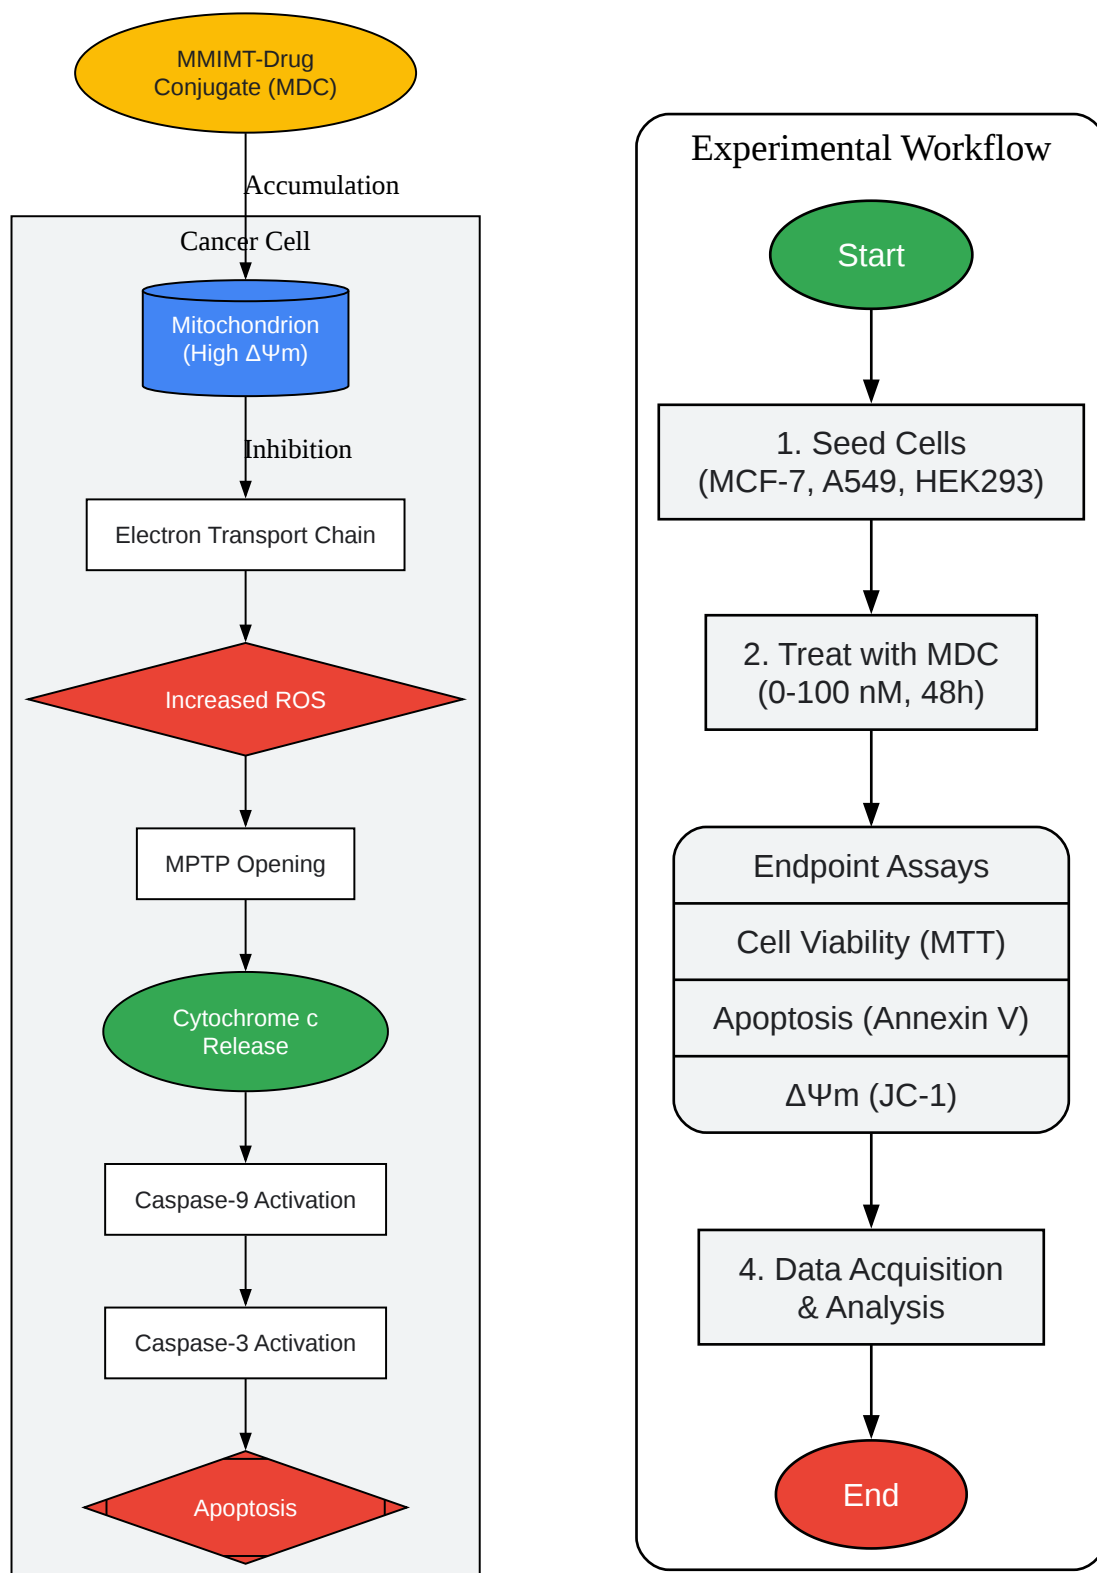 MMIMT-Drug
Conjugate (MDC)
Accumulation
Cancer Cell
Mitochondrion
(High ΔΨm)
Inhibition
Electron Transport Chain
Increased ROS
MPTP Opening
Cytochrome c
Release
Caspase-9 Activation
Caspase-3 Activation
Apoptosis
Experimental Workflow
Start
1. Seed Cells
(MCF-7, A549, HEK293)
2. Treat with MDC
(0-100 nM, 48h)
Endpoint Assays
Cell Viability (MTT)
Apoptosis (Annexin V)
ΔΨm (JC-1)
4. Data Acquisition
& Analysis
End